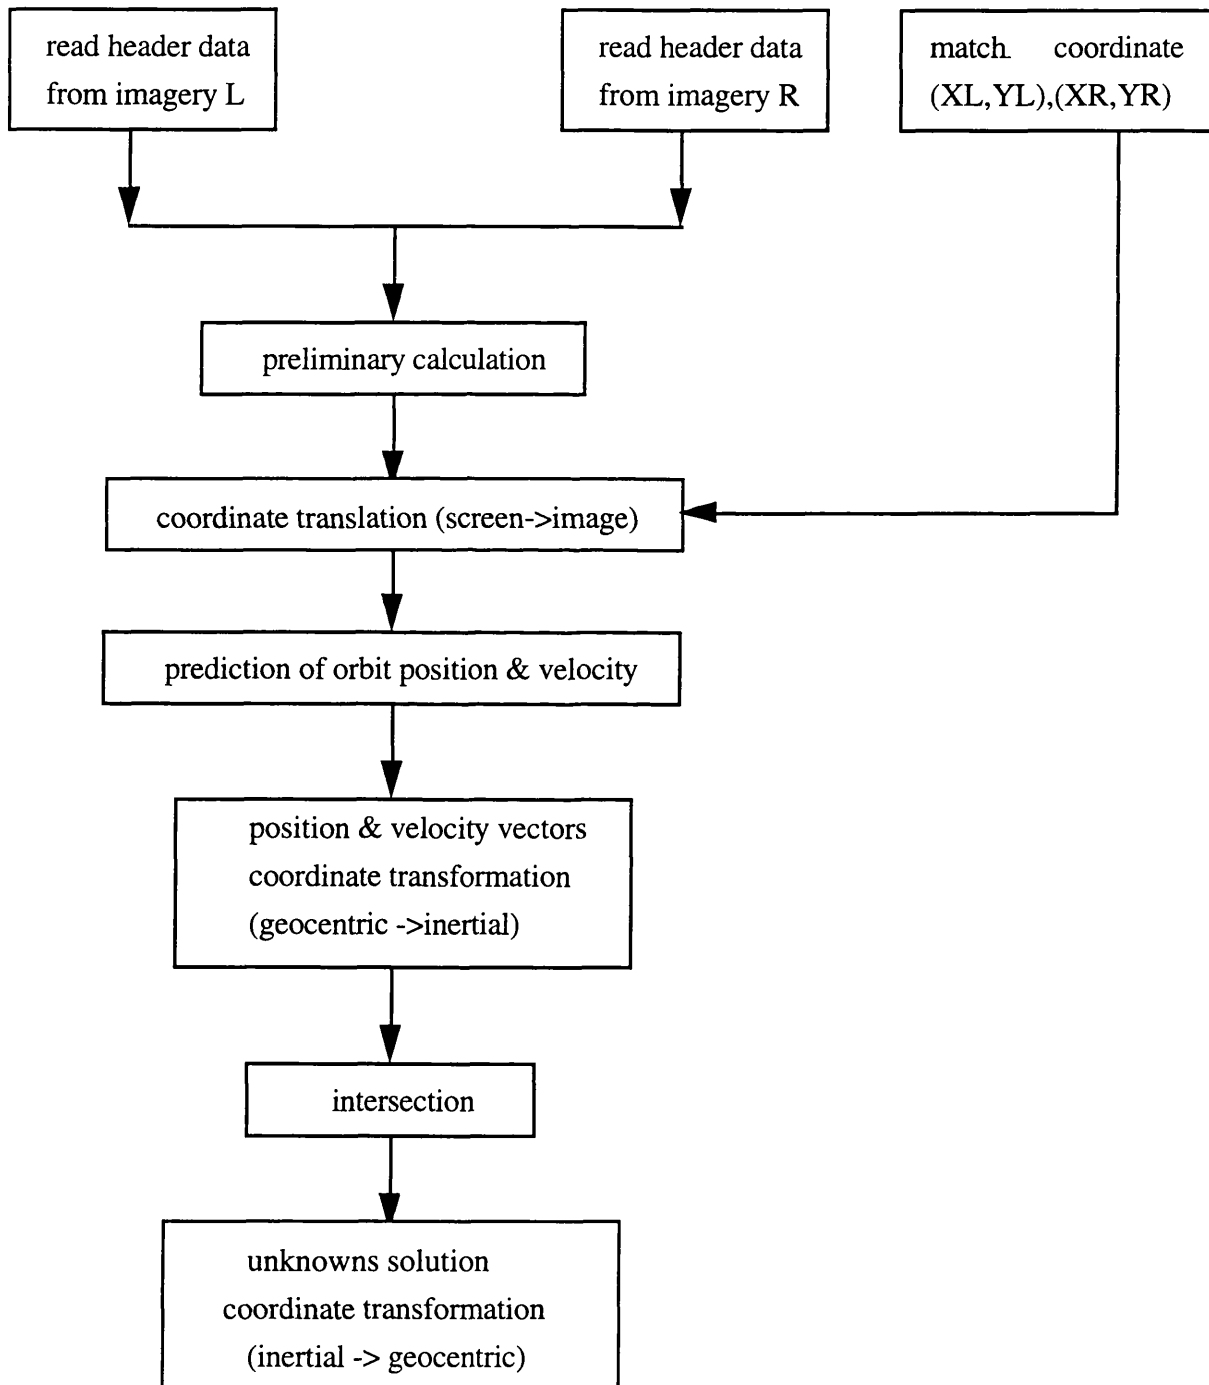 read header data
from imagery L
read header data
from imagery R
match coordinate
(XL,YL),(XR,YR)
preliminary calculation
coordinate translation (screen->image)
prediction of orbit position & velocity
position & velocity vectors
coordinate transformation
(geocentric ->inertial)
intersection
unknowns solution
coordinate transformation
(inertial -> geocentric)